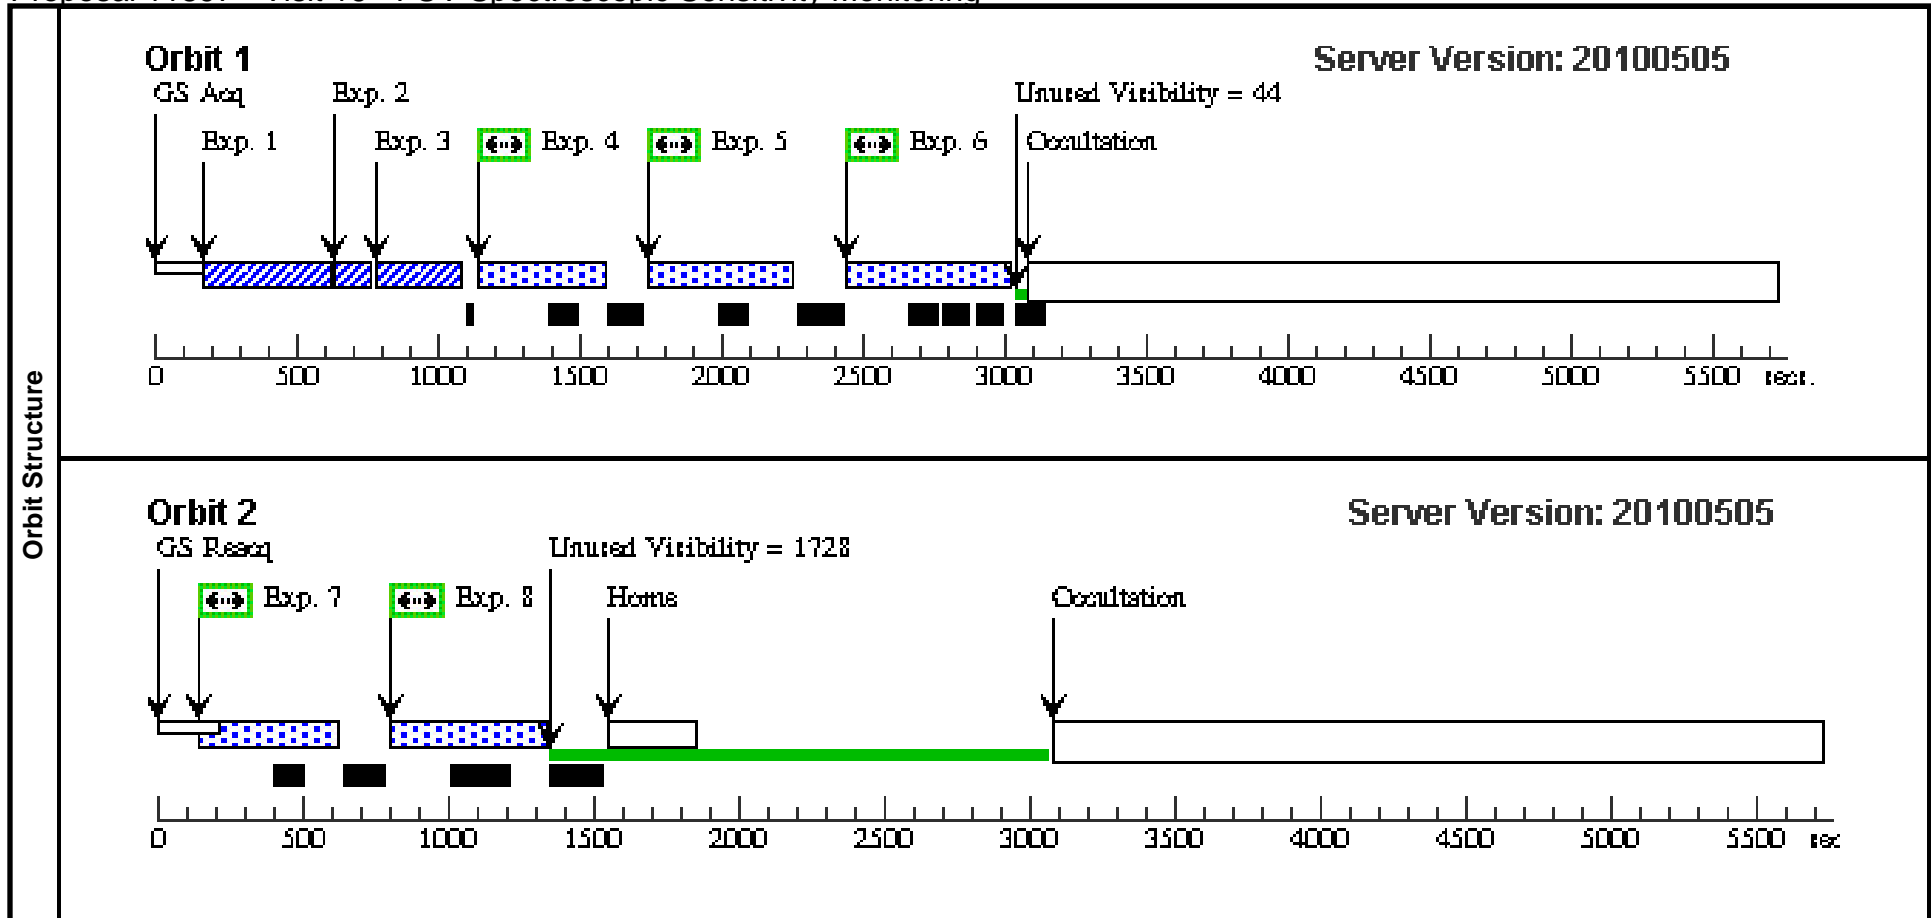 Orbit Structure
Orbit 1
Server Version: 20100505
GS Acq
Exp. 2
Unused Visibility = 44
Exp. 1
Exp. 3
Exp. 4
Exp. 5
Exp. 6
Occultation
0 500 1000 1500 2000 2500 3000 3500 4000 4500 5000 5500 secs.
Orbit 2
Server Version: 20100505
GS Reacq
Unused Visibility = 1728
Exp. 7
Exp. 8
Home
Occultation
0 500 1000 1500 2000 2500 3000 3500 4000 4500 5000 5500 sec